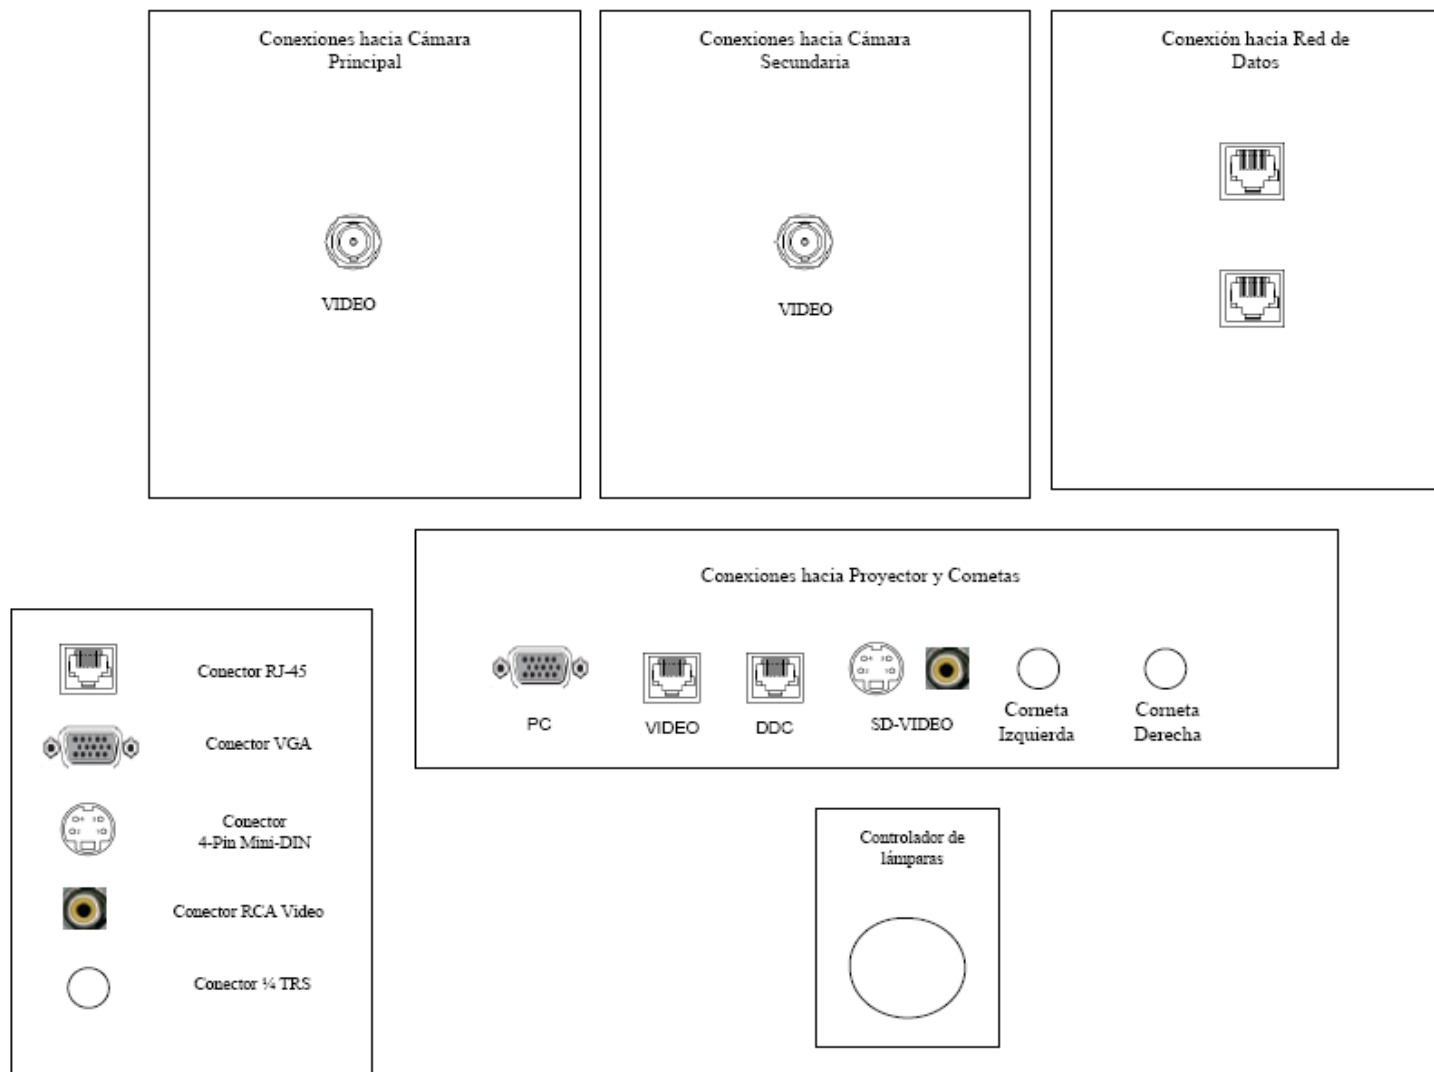 Conexiones hacia Cámara
Principal
VIDEO
Conexiones hacia Cámara
Secundaria
VIDEO
Conexión hacia Red de
Datos
Conexiones hacia Proyector y Cornetas
PC
VIDEO
DDC
SD-VIDEO
Corneta
Izquierda
Corneta
Derecha
Conector RJ-45
Conector VGA
Conector
4-Pin Mini-DIN
Conector RCA Video
Conector ¼ TRS
Controlador de
lámparas